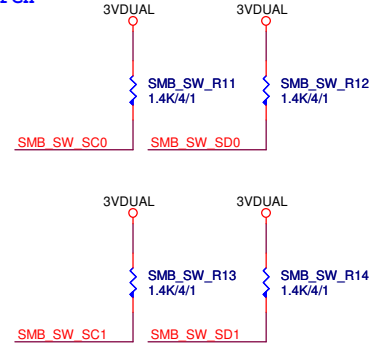 3VDUAL 3VDUAL
SMB_SW_R11 SMB_SW_R12
1.4K/4/1 1.4K/4/1
SMB_SW_SC0 SMB_SW_SD0
3VDUAL 3VDUAL
SMB_SW_R13 SMB_SW_R14
1.4K/4/1 1.4K/4/1
SMB_SW_SC1 SMB_SW_SD1